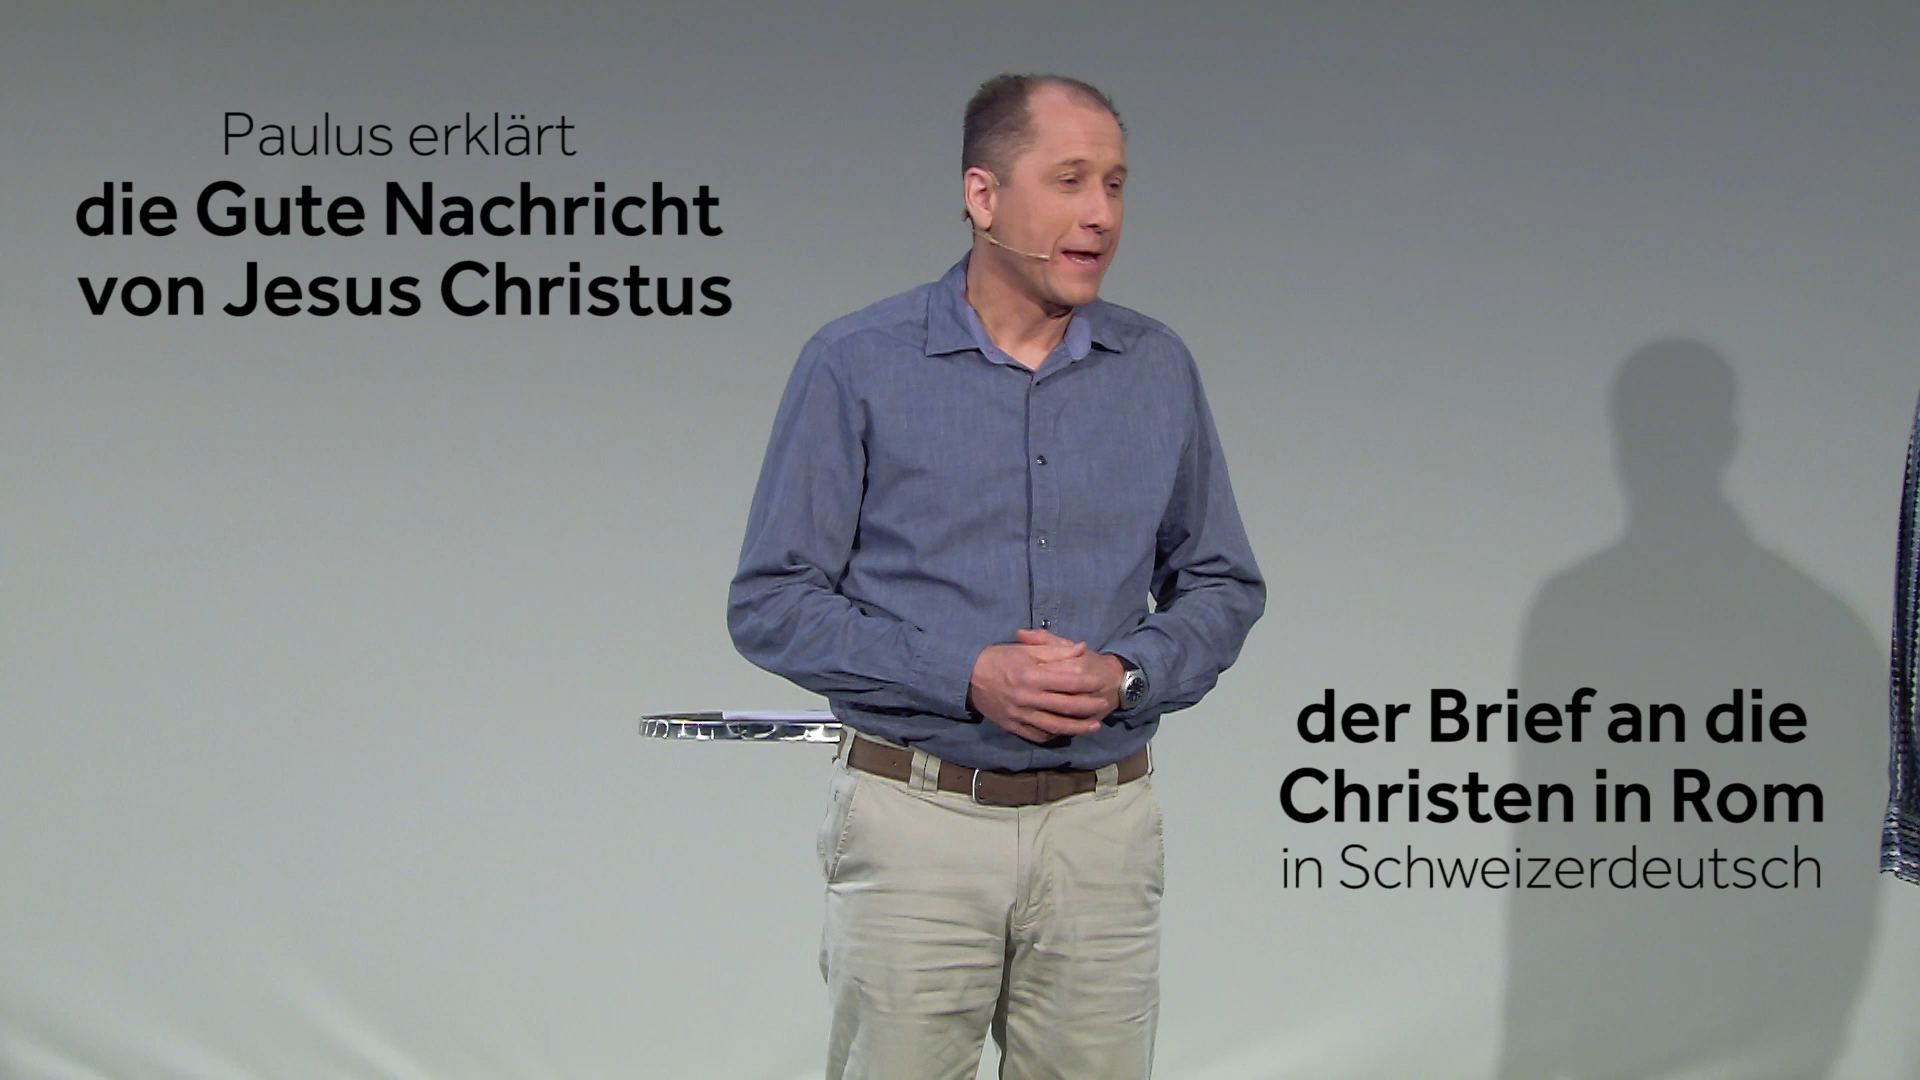 Paulus erklärt
die Gute Nachricht
von Jesus Christus
der Brief an die
Christen in Rom
in Schweizerdeutsch